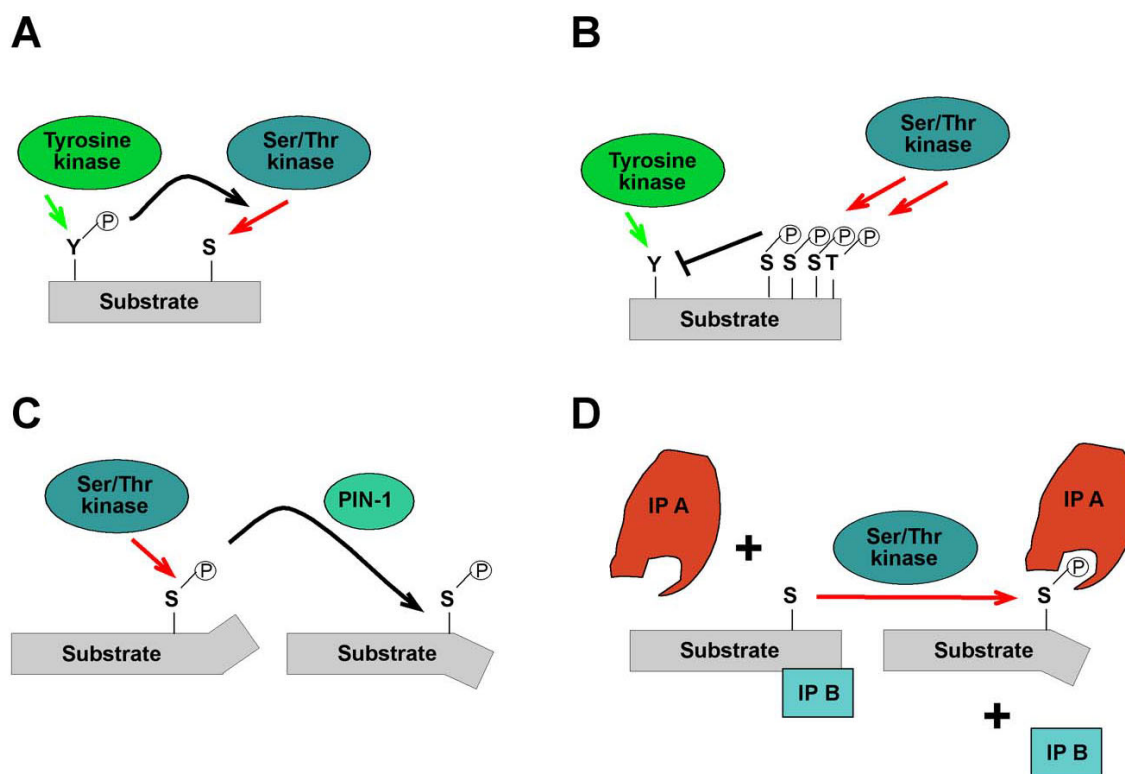 A
Tyrosine
kinase
Ser/Thr
kinase
P
Y
S
Substrate
B
Ser/Thr
kinase
Tyrosine
kinase
P P P P
Y
S S S T
Substrate
C
Ser/Thr
kinase
PIN-1
P
S
Substrate
P
S
Substrate
D
IP A
+
Ser/Thr
kinase
IP A
P
S
S
Substrate
IP B
Substrate
+
IP B